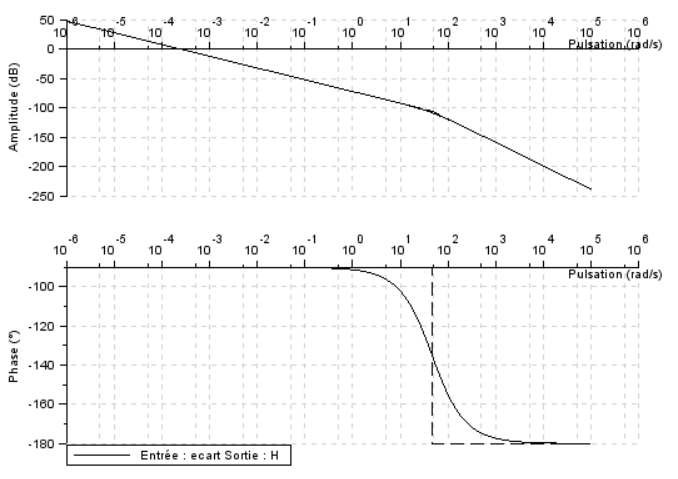 50
0
-50
-100
-150
-200
-250
Amplitude (dB)
10^-6 10^-5 10^-4 10^-3 10^-2 10^-1 10^0 10^1 10^2 10^3 10^4 10^5 10^6
Pulsation (rad/s)
10^-6 10^-5 10^-4 10^-3 10^-2 10^-1 10^0 10^1 10^2 10^3 10^4 10^5 10^6
Pulsation (rad/s)
-100
-120
-140
-160
-180
Phase (°)
Entrée : ecart Sortie : H